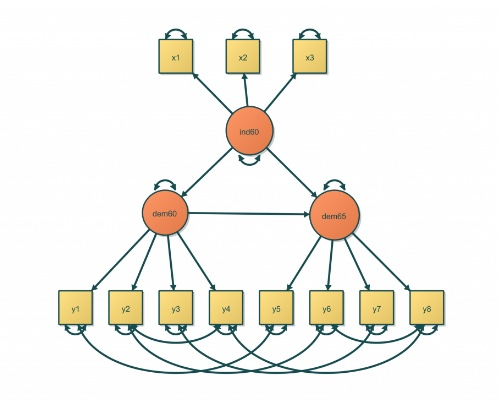 x1 x2 x3
ind60
dem60 dem65
y1 y2 y3 y4 y5 y6 y7 y8